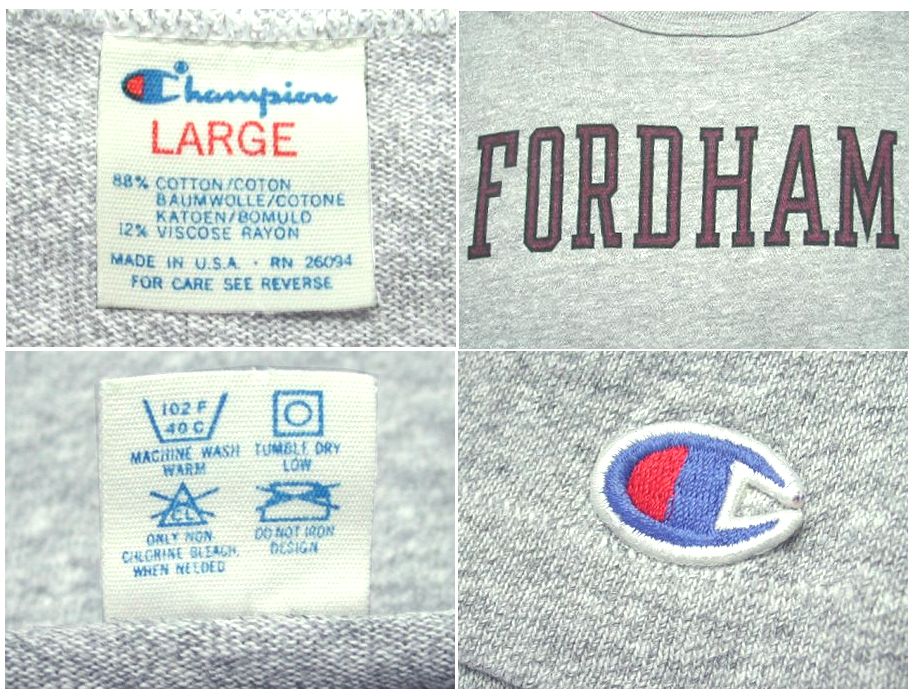 Champion®
LARGE
88% COTTON/COTON
BAUMWOLLE/COTONE
KATOEN/BOMULD
12% VISCOSE RAYON
MADE IN U.S.A. · RN 26094
FOR CARE SEE REVERSE
FORDHAM
102 F
40 C
MACHINE WASH
WARM
TUMBLE DRY
LOW
CL
ONLY NON
CHLORINE BLEACH
WHEN NEEDED
DO NOT IRON
DESIGN